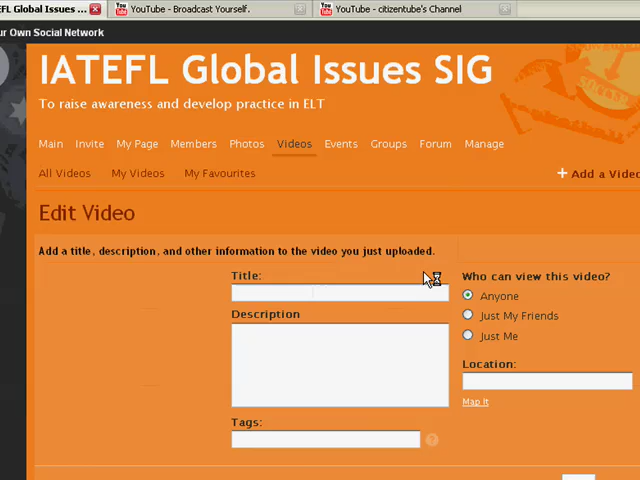 FL Global Issues ...
YouTube - Broadcast Yourself.
YouTube - citizentube's Channel
ur Own Social Network
IATEFL Global Issues SIG
To raise awareness and develop practice in ELT
Main Invite My Page Members Photos Videos Events Groups Forum Manage
All Videos My Videos My Favourites + Add a Video
Edit Video
Add a title, description, and other information to the video you just uploaded.
Title:
Who can view this video?
Anyone
Description
Just My Friends
Just Me
Location:
Map It
Tags:
?